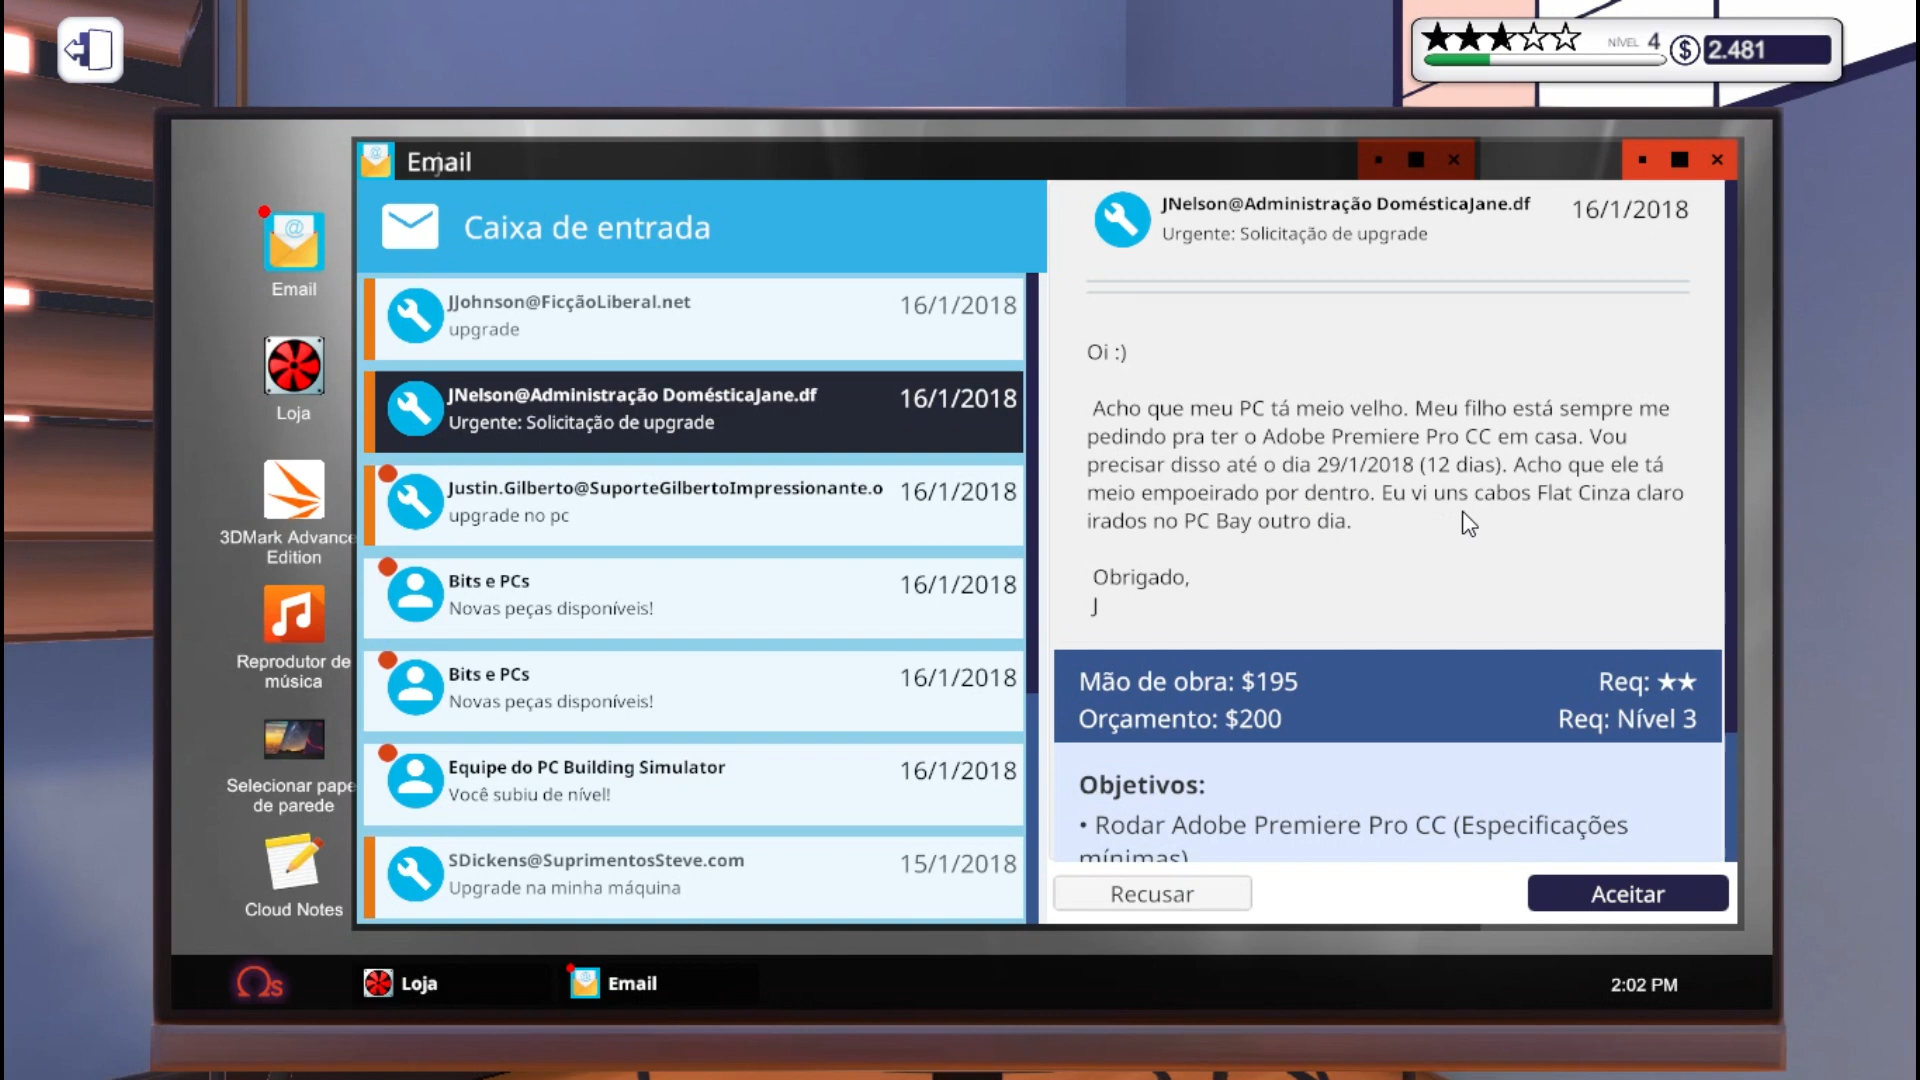 NÍVEL 4
$ 2.481
Email
Caixa de entrada
JJohnson@FicçãoLiberal.net
16/1/2018
upgrade
JNelson@Administração DomésticaJane.df
16/1/2018
Urgente: Solicitação de upgrade
Justin.Gilberto@SuporteGilbertoImpressionante.o
16/1/2018
upgrade no pc
Bits e PCs
16/1/2018
Novas peças disponíveis!
Bits e PCs
16/1/2018
Novas peças disponíveis!
Equipe do PC Building Simulator
16/1/2018
Você subiu de nível!
SDickens@SuprimentosSteve.com
15/1/2018
Upgrade na minha máquina
JNelson@Administração DomésticaJane.df
16/1/2018
Urgente: Solicitação de upgrade
Oi :)
Acho que meu PC tá meio velho. Meu filho está sempre me
pedindo pra ter o Adobe Premiere Pro CC em casa. Vou
precisar disso até o dia 29/1/2018 (12 dias). Acho que ele tá
meio empoeirado por dentro. Eu vi uns cabos Flat Cinza claro
irados no PC Bay outro dia.
Obrigado,
J
Mão de obra: $195
Req: ★★
Orçamento: $200
Req: Nível 3
Objetivos:
• Rodar Adobe Premiere Pro CC (Especificações
mínimas)
Recusar
Aceitar
Email
Loja
3DMark Advance
Edition
Reprodutor de
música
Selecionar pape
de parede
Cloud Notes
Ωs
Loja
Email
2:02 PM